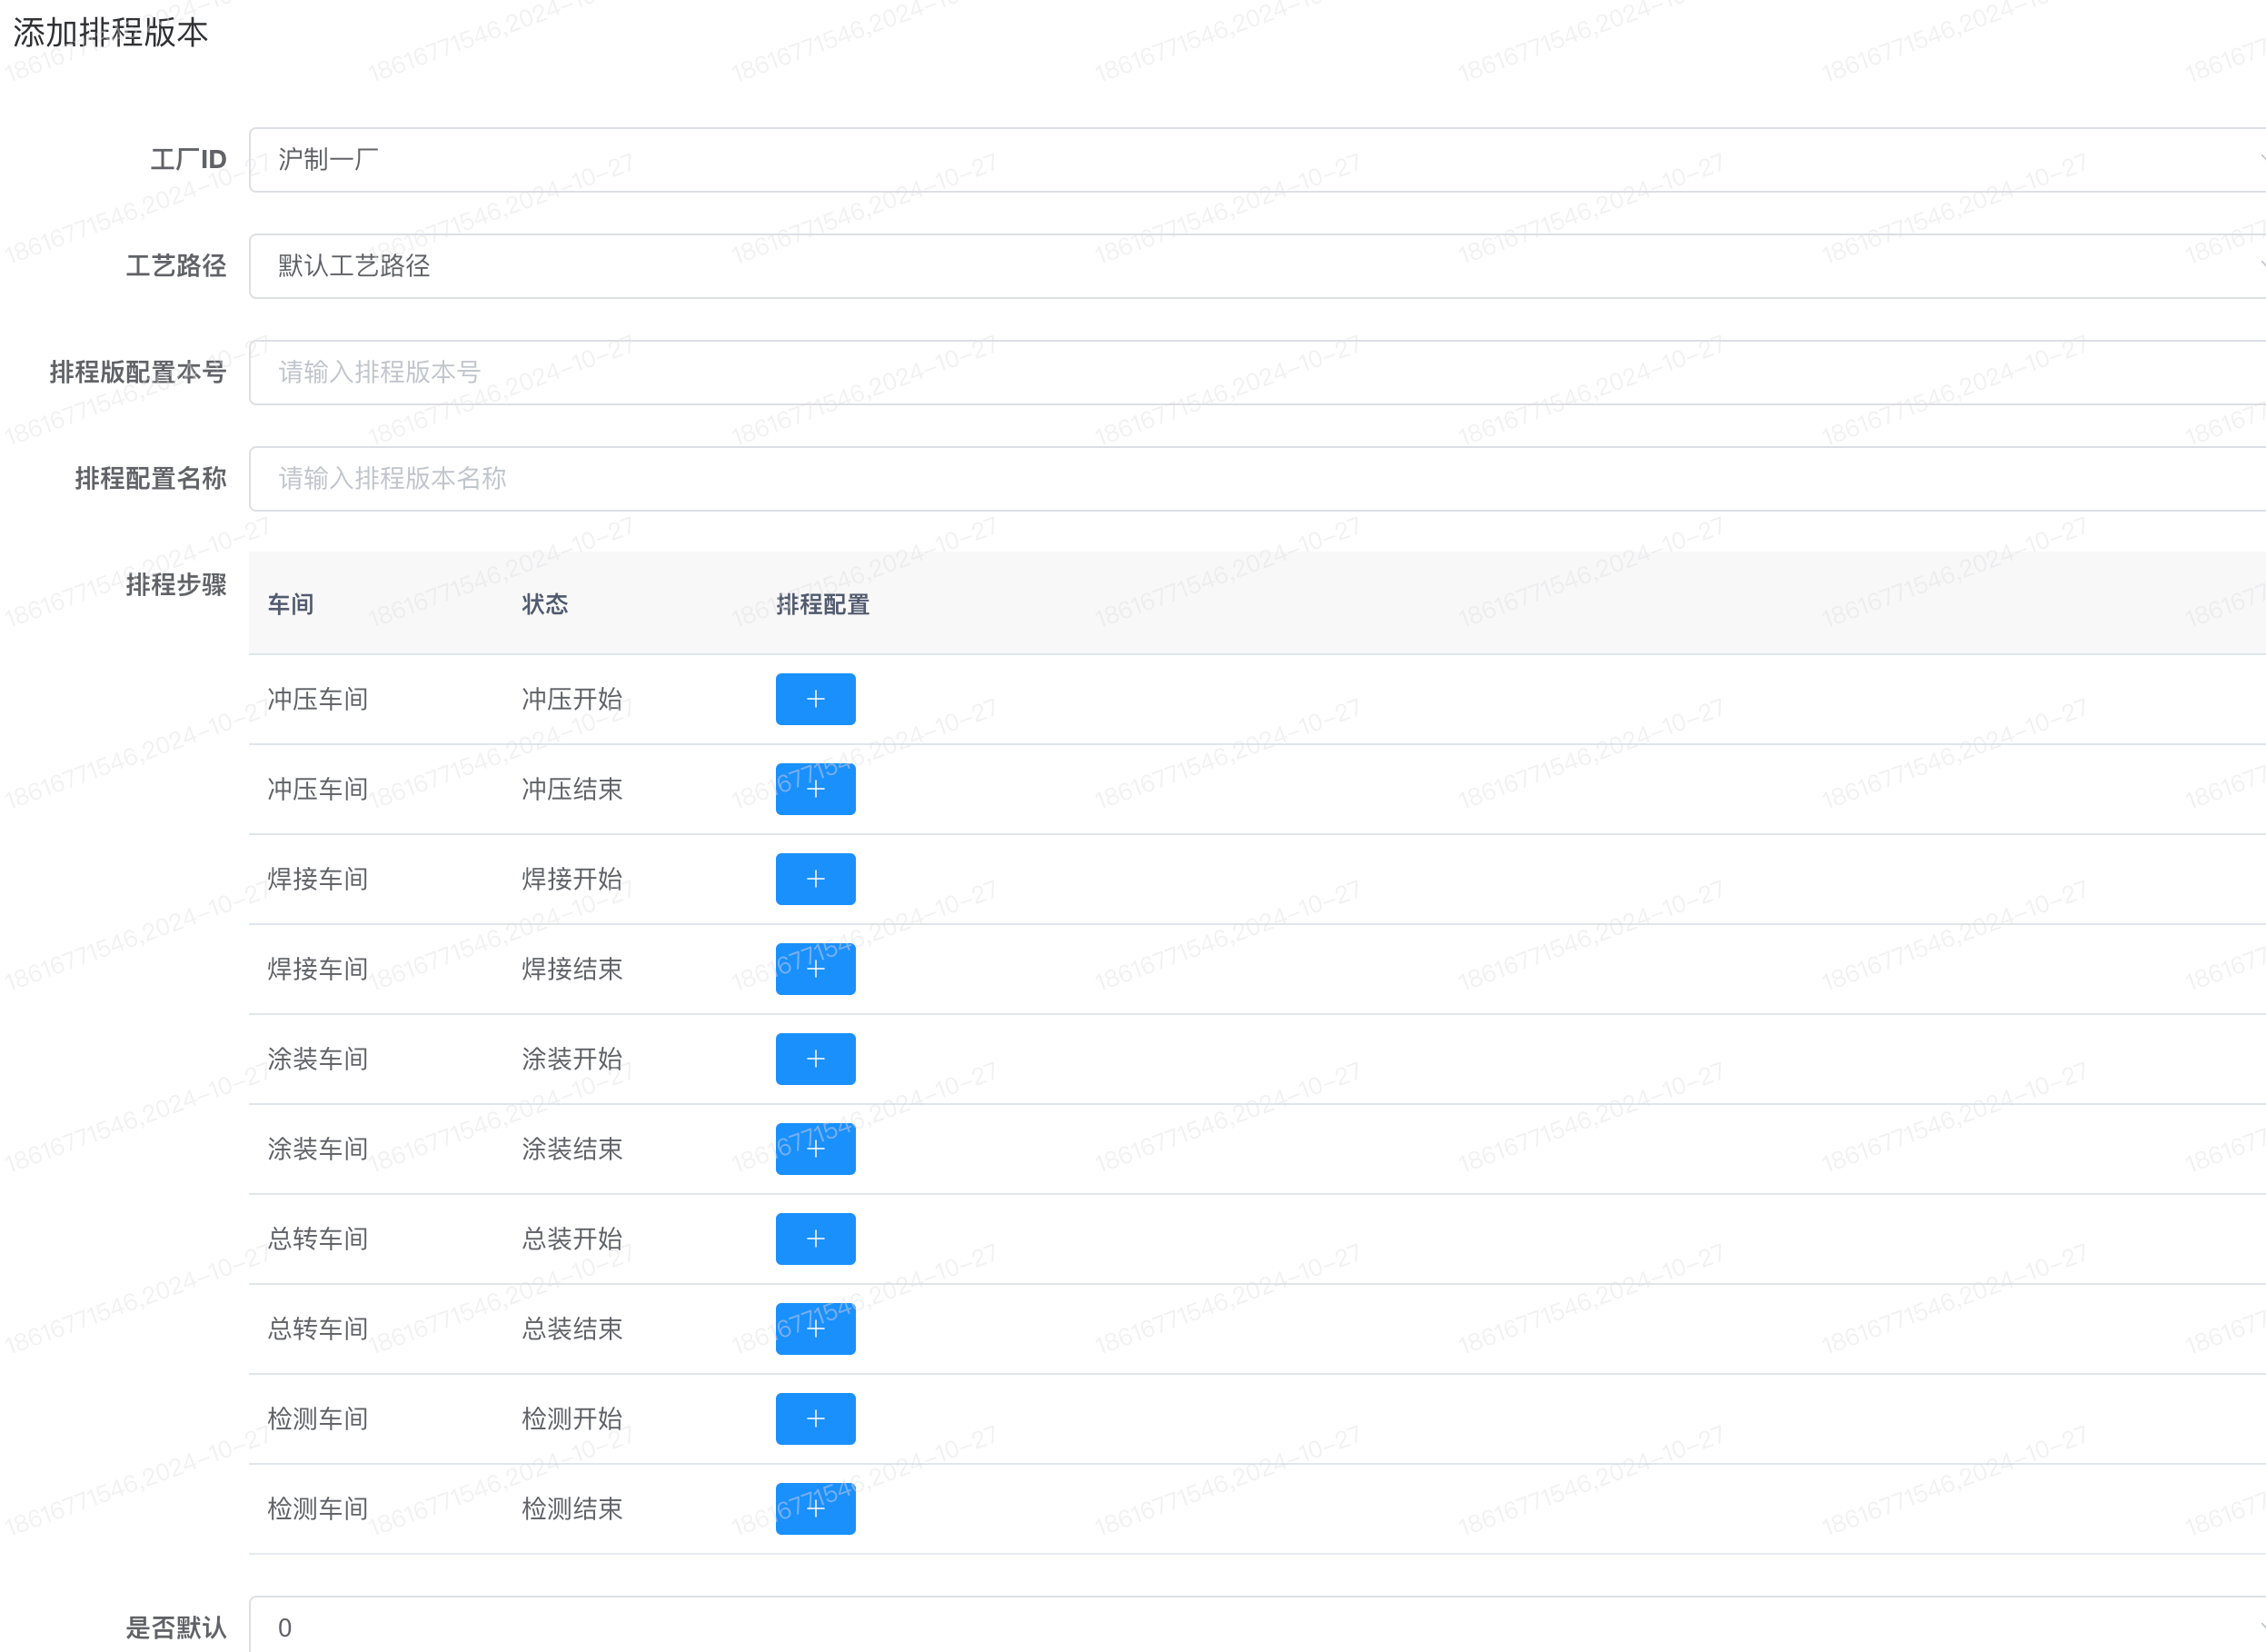 添加排程版本
工厂ID 沪制一厂
工艺路径 默认工艺路径
排程版配置本号 请输入排程版本号
排程配置名称 请输入排程版本名称
排程步骤
车间 状态 排程配置
冲压车间 冲压开始
冲压车间 冲压结束
焊接车间 焊接开始
焊接车间 焊接结束
涂装车间 涂装开始
涂装车间 涂装结束
总转车间 总装开始
总转车间 总装结束
检测车间 检测开始
检测车间 检测结束
是否默认 0
18616771546,2024-10-27